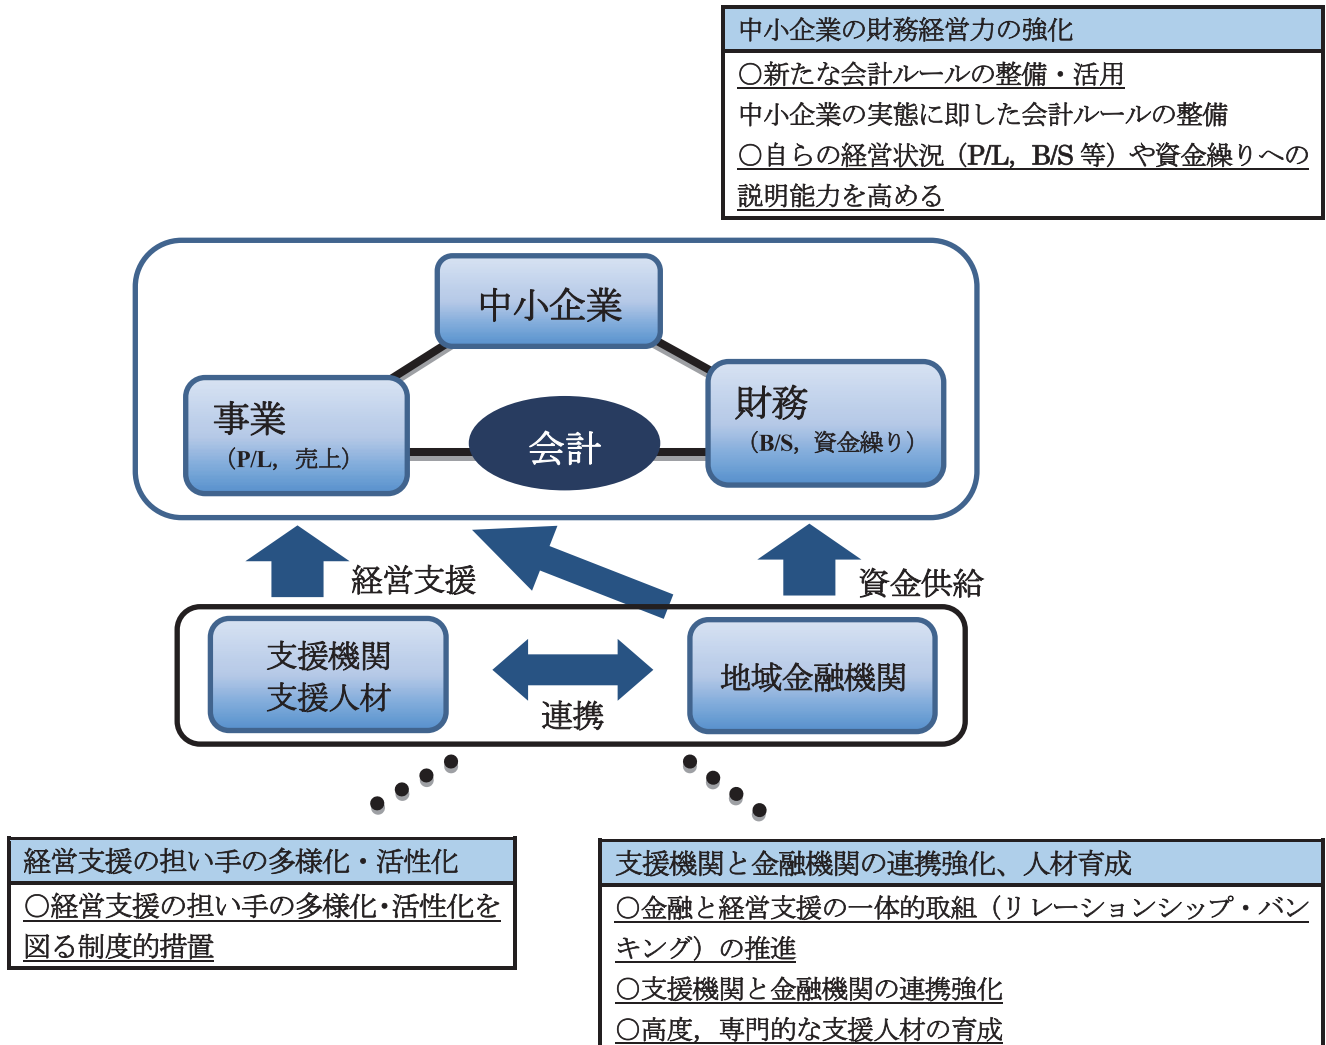 中小企業の財務経営力の強化
○新たな会計ルールの整備・活用
中小企業の実態に即した会計ルールの整備
○自らの経営状況（P/L，B/S 等）や資金繰りへの
説明能力を高める
中小企業
事業
（P/L，売上）
会計
財務
（B/S，資金繰り）
経営支援
資金供給
支援機関
支援人材
連携
地域金融機関
経営支援の担い手の多様化・活性化
○経営支援の担い手の多様化・活性化を
図る制度的措置
支援機関と金融機関の連携強化、人材育成
○金融と経営支援の一体的取組（リレーションシップ・バン
キング）の推進
○支援機関と金融機関の連携強化
○高度，専門的な支援人材の育成